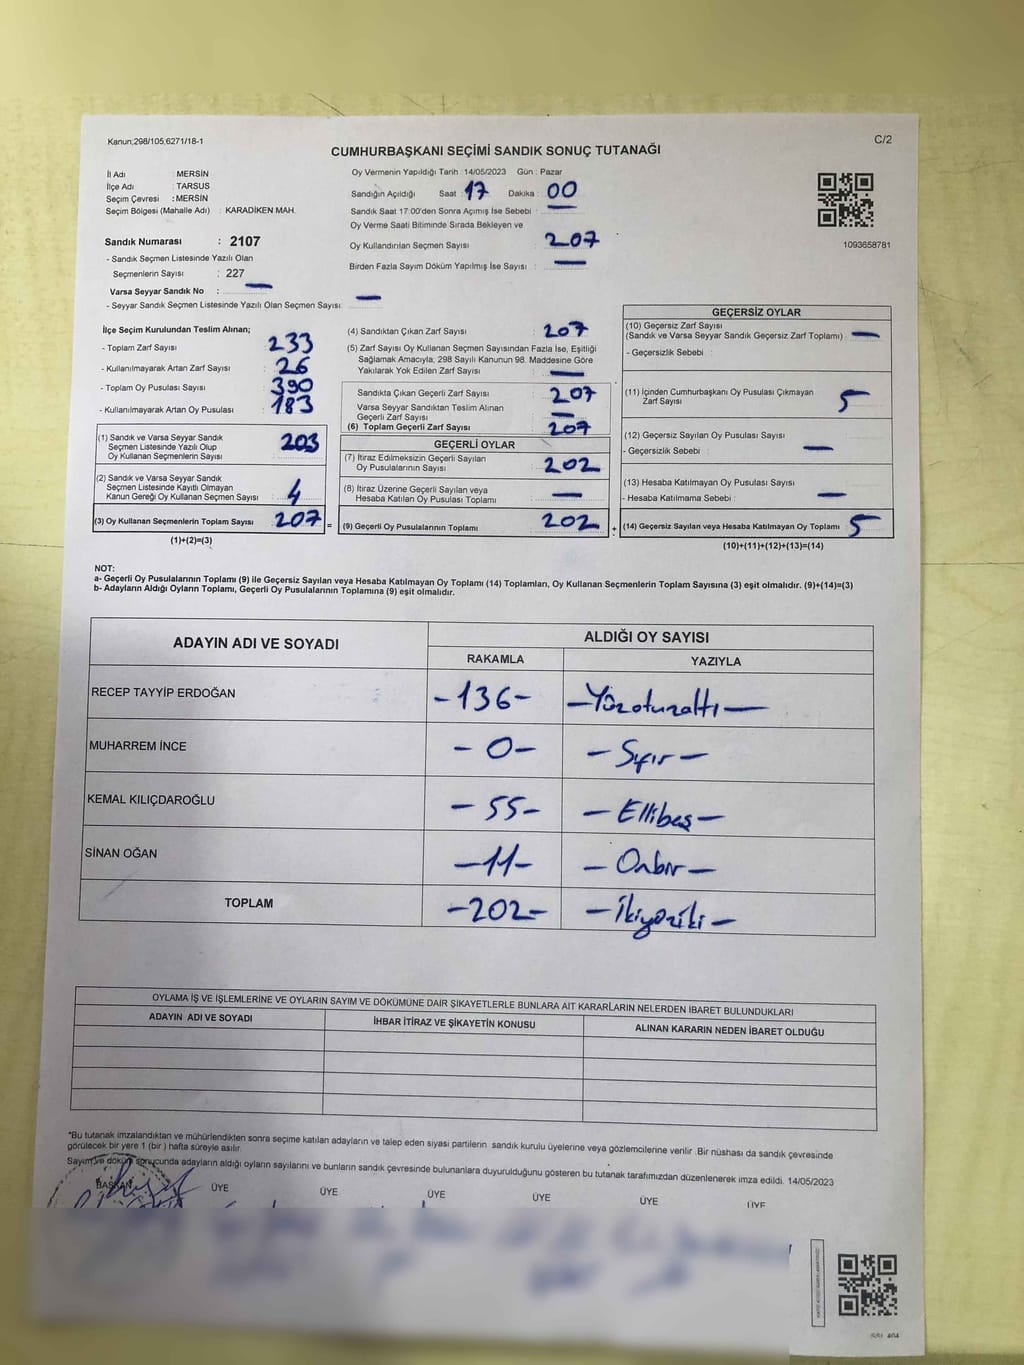 Kanun;298/105,6271/18-1
C/2
CUMHURBAŞKANI SEÇİMİ SANDIK SONUÇ TUTANAĞI
İl Adı : MERSİN
İlçe Adı : TARSUS
Seçim Çevresi : MERSİN
Seçim Bölgesi (Mahalle Adı) : KARADİKEN MAH.
Sandık Numarası : 2107
- Sandık Seçmen Listesinde Yazılı Olan
Seçmenlerin Sayısı : 227
Varsa Seyyar Sandık No : —
- Seyyar Sandık Seçmen Listesinde Yazılı Olan Seçmen Sayısı: —
Oy Vermenin Yapıldığı Tarih : 14/05/2023 Gün : Pazar
Sandığın Açıldığı Saat : 17 Dakika : 00
Sandık Saat 17:00'den Sonra Açımış İse Sebebi : —
Oy Verme Saati Bitiminde Sırada Bekleyen ve
Oy Kullandırılan Seçmen Sayısı : 207
Birden Fazla Sayım Döküm Yapılmış İse Sayısı : —
1093658781
İlçe Seçim Kurulundan Teslim Alınan;
- Toplam Zarf Sayısı : 233
- Kullanılmayarak Artan Zarf Sayısı : 26
- Toplam Oy Pusulası Sayısı : 390
- Kullanılmayarak Artan Oy Pusulası : 183
(1) Sandık ve Varsa Seyyar Sandık
Seçmen Listesinde Yazılı Olup
Oy Kullanan Seçmenlerin Sayısı : 203
(2) Sandık ve Varsa Seyyar Sandık
Seçmen Listesinde Kayıtlı Olmayan
Kanun Gereği Oy Kullanan Seçmen Sayısı : 4
(3) Oy Kullanan Seçmenlerin Toplam Sayısı : 207 =
(1)+(2)=(3)
(4) Sandıktan Çıkan Zarf Sayısı : 207
(5) Zarf Sayısı Oy Kullanan Seçmen Sayısından Fazla İse, Eşitliği
Sağlamak Amacıyla, 298 Sayılı Kanunun 98. Maddesine Göre
Yakılarak Yok Edilen Zarf Sayısı : —
Sandıkta Çıkan Geçerli Zarf Sayısı : 207
Varsa Seyyar Sandıktan Teslim Alınan
Geçerli Zarf Sayısı : —
(6) Toplam Geçerli Zarf Sayısı : 207
GEÇERLİ OYLAR
(7) İtiraz Edilmeksizin Geçerli Sayılan
Oy Pusulalarının Sayısı : 202
(8) İtiraz Üzerine Geçerli Sayılan veya
Hesaba Katılan Oy Pusulası Toplamı : —
(9) Geçerli Oy Pusulalarının Toplamı : 202 +
GEÇERSİZ OYLAR
(10) Geçersiz Zarf Sayısı
(Sandık ve Varsa Seyyar Sandık Geçersiz Zarf Toplamı) : —
- Geçersizlik Sebebi :
(11) İçinden Cumhurbaşkanı Oy Pusulası Çıkmayan
Zarf Sayısı : 5
(12) Geçersiz Sayılan Oy Pusulası Sayısı
- Geçersizlik Sebebi : —
(13) Hesaba Katılmayan Oy Pusulası Sayısı
- Hesaba Katılmama Sebebi : —
(14) Geçersiz Sayılan veya Hesaba Katılmayan Oy Toplamı : 5
(10)+(11)+(12)+(13)=(14)
NOT:
a- Geçerli Oy Pusulalarının Toplamı (9) ile Geçersiz Sayılan veya Hesaba Katılmayan Oy Toplamı (14) Toplamları, Oy Kullanan Seçmenlerin Toplam Sayısına (3) eşit olmalıdır. (9)+(14)=(3)
b- Adayların Aldığı Oyların Toplamı, Geçerli Oy Pusulalarının Toplamına (9) eşit olmalıdır.
ADAYIN ADI VE SOYADI ALDIĞI OY SAYISI
RAKAMLA YAZIYLA
RECEP TAYYİP ERDOĞAN -136- -Yüzotuzaltı-
MUHARREM İNCE -0- -Sıfır-
KEMAL KILIÇDAROĞLU -55- -Ellibeş-
SİNAN OĞAN -11- -Onbir-
TOPLAM -202- -İkiyüziki-
OYLAMA İŞ VE İŞLEMLERİNE VE OYLARIN SAYIM VE DÖKÜMÜNE DAİR ŞİKAYETLERLE BUNLARA AİT KARARLARIN NELERDEN İBARET BULUNDUKLARI
ADAYIN ADI VE SOYADI İHBAR İTİRAZ VE ŞİKAYETİN KONUSU ALINAN KARARIN NEDEN İBARET OLDUĞU
*Bu tutanak imzalandıktan ve mühürlendikten sonra seçime katılan adayların ve talep eden siyasi partilerin sandık kurulu üyelerine veya gözlemcilerine verilir .Bir nüshası da sandık çevresinde
görülecek bir yere 1 (bir ) hafta süreyle asılır.
Sayım ve döküm sonucunda adayların aldığı oyların sayılarını ve bunların sandık çevresinde bulunanlara duyurulduğunu gösteren bu tutanak tarafımızdan düzenlenerek imza edildi. 14/05/2023
BAŞKAN ÜYE ÜYE ÜYE ÜYE ÜYE ÜYE